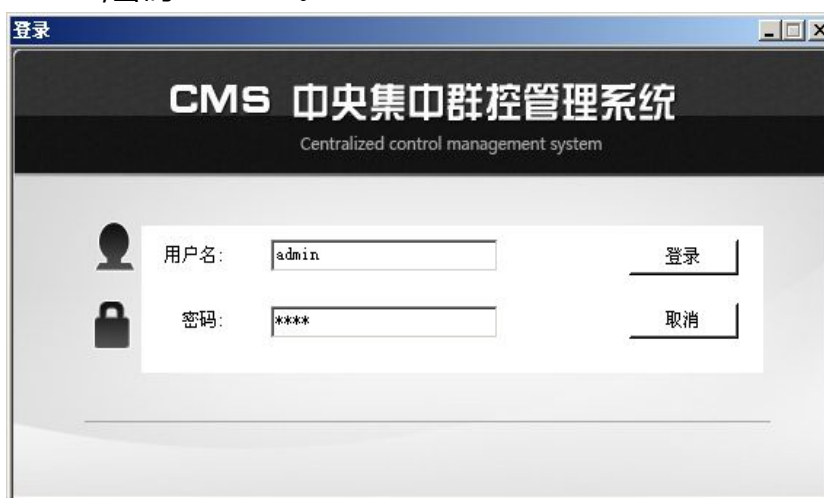 登录
CMS 中央集中群控管理系统
Centralized control management system
用户名: admin 登录
密码: **** 取消